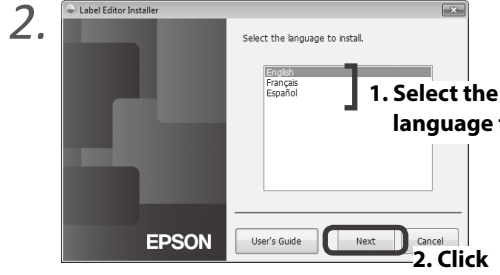 2.
Label Editor Installer
Select the language to install.
English
Français
Español
1. Select the
language
EPSON
User's Guide
Next
Cancel
2. Click